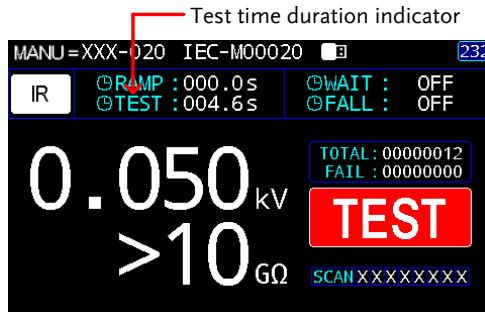 Test time duration indicator
MANU=XXX-020 IEC-M00020 232
IR
RAMP :000.0s WAIT : OFF
TEST :004.6s FALL : OFF
0.050kV
>10GΩ
TOTAL:00000012
FAIL :00000000
TEST
SCAN XXXXXXXX